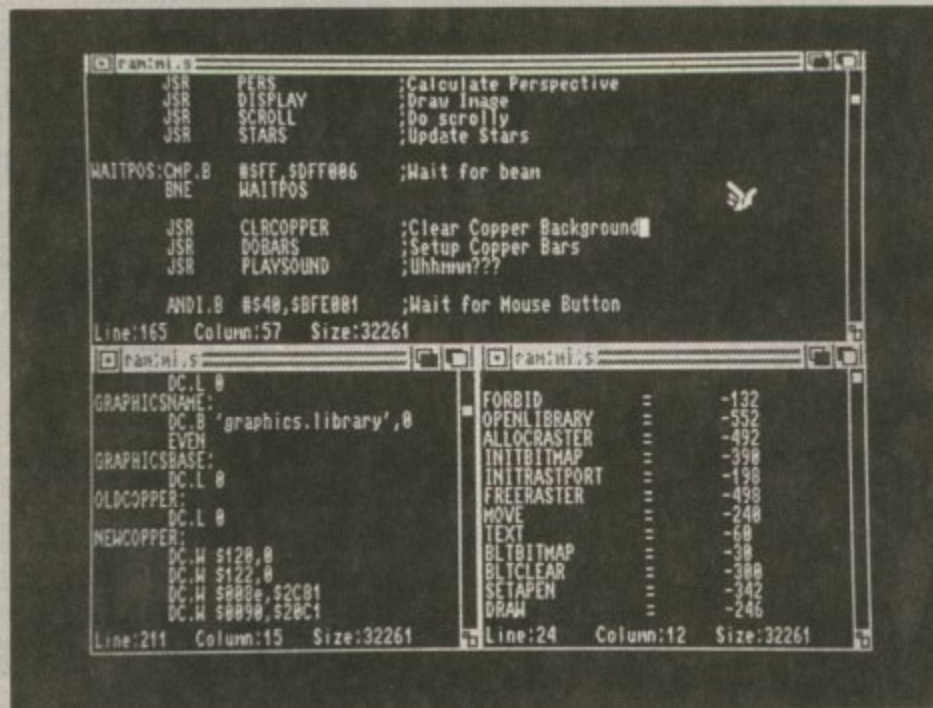 ram:mi.s
JSR PERS ;Calculate Perspective
JSR DISPLAY ;Draw Image
JSR SCROLL ;Do scrolly
JSR STARS ;Update Stars
WAITPOS:CMP.B #$FF,$DFF006 ;Wait for beam
BNE WAITPOS
JSR CLRCOPPER ;Clear Copper Background
JSR DOBARS ;Setup Copper Bars
JSR PLAYSOUND ;Uhhmmm???
ANDI.B #$40,$BFE001 ;Wait for Mouse Button
Line:165 Column:57 Size:32261
ram:mi.s
DC.L 0
GRAPHICSNAME:
DC.B 'graphics.library',0
EVEN
GRAPHICSBASE:
DC.L 0
OLDCOPPER:
DC.L 0
NEWCOPPER:
DC.W $120,0
DC.W $122,0
DC.W $008e,$2C81
DC.W $0090,$20C1
Line:211 Column:15 Size:32261
ram:mi.s
FORBID = -132
OPENLIBRARY = -552
ALLOCRASTER = -492
INITBITMAP = -390
INITRASTPORT = -198
FREERASTER = -498
MOVE = -240
TEXT = -60
BLTBITMAP = -30
BLTCLEAR = -300
SETAPEN = -342
DRAW = -246
Line:24 Column:12 Size:32261